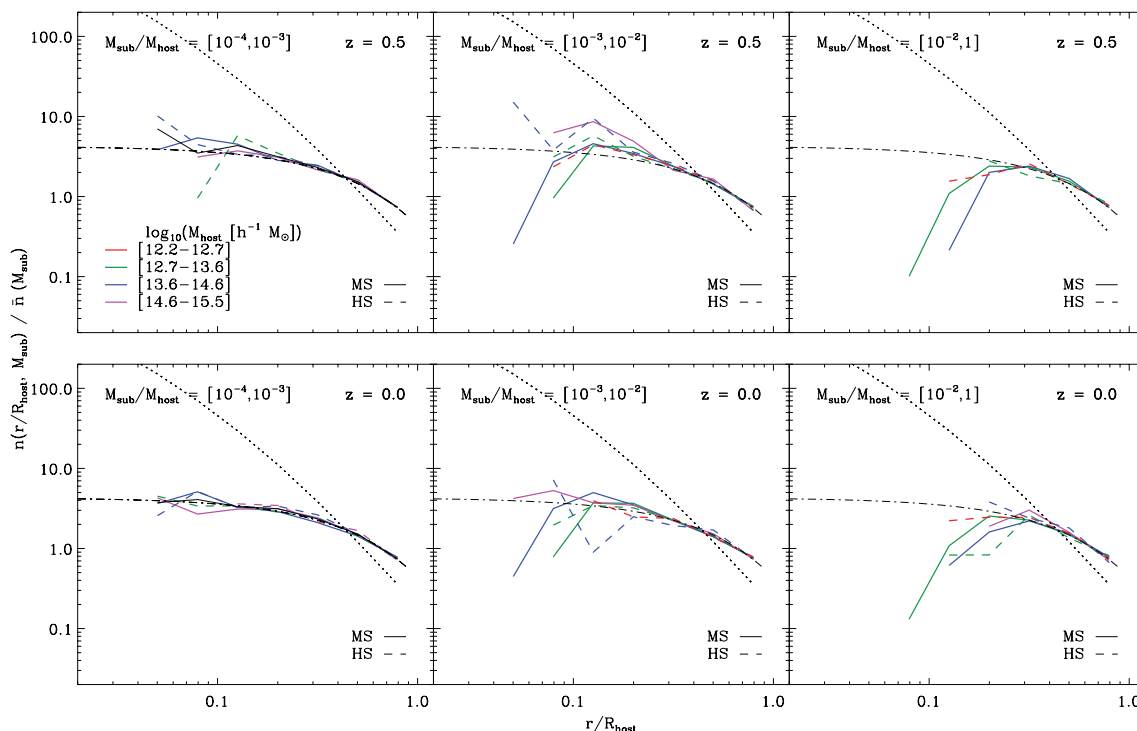 M_sub/M_host = [10^-4,10^-3] z = 0.5
M_sub/M_host = [10^-3,10^-2] z = 0.5
M_sub/M_host = [10^-2,1] z = 0.5
100.0
10.0
1.0
0.1
log_10(M_host [h^-1 M_⊙])
[12.2−12.7]
[12.7−13.6]
[13.6−14.6]
[14.6−15.5]
MS
HS
MS
HS
MS
HS
n(r/R_host, M_sub) / n̄ (M_sub)
M_sub/M_host = [10^-4,10^-3] z = 0.0
M_sub/M_host = [10^-3,10^-2] z = 0.0
M_sub/M_host = [10^-2,1] z = 0.0
100.0
10.0
1.0
0.1
MS
HS
MS
HS
MS
HS
0.1 1.0
0.1 1.0
0.1 1.0
r/R_host